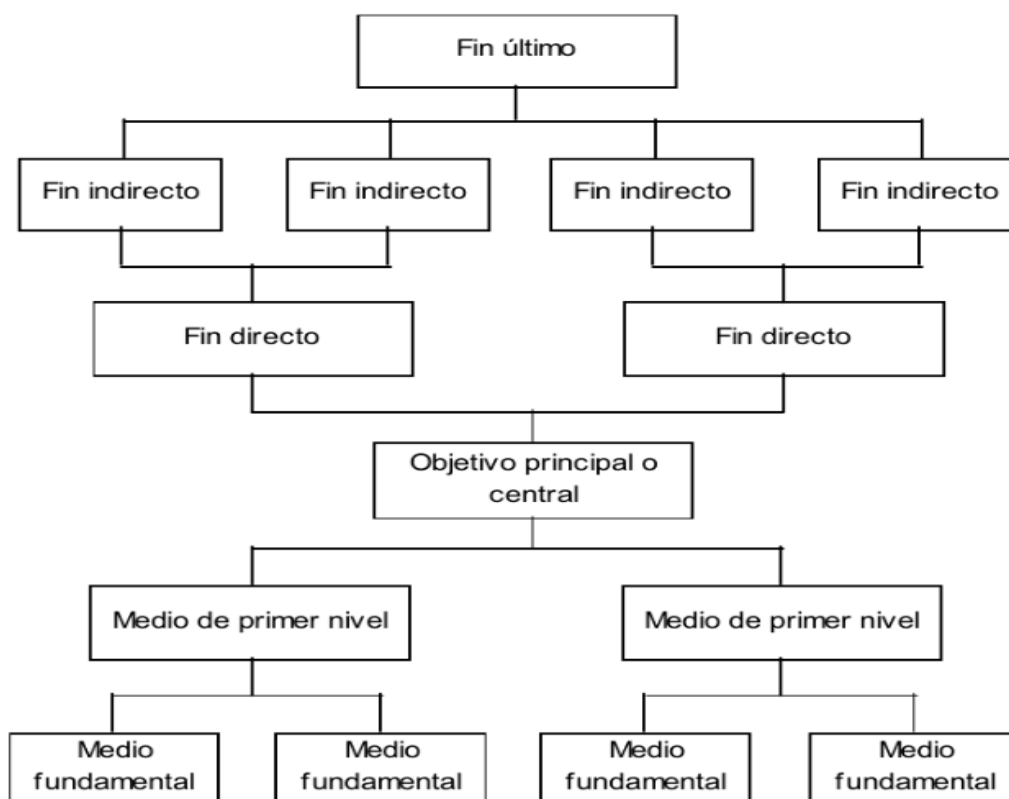 Fin último
Fin indirecto
Fin indirecto
Fin indirecto
Fin indirecto
Fin directo
Fin directo
Objetivo principal o
central
Medio de primer nivel
Medio de primer nivel
Medio
fundamental
Medio
fundamental
Medio
fundamental
Medio
fundamental